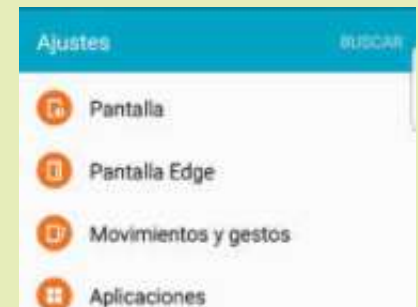 Ajustes BUSCAR
Pantalla
Pantalla Edge
Movimientos y gestos
Aplicaciones